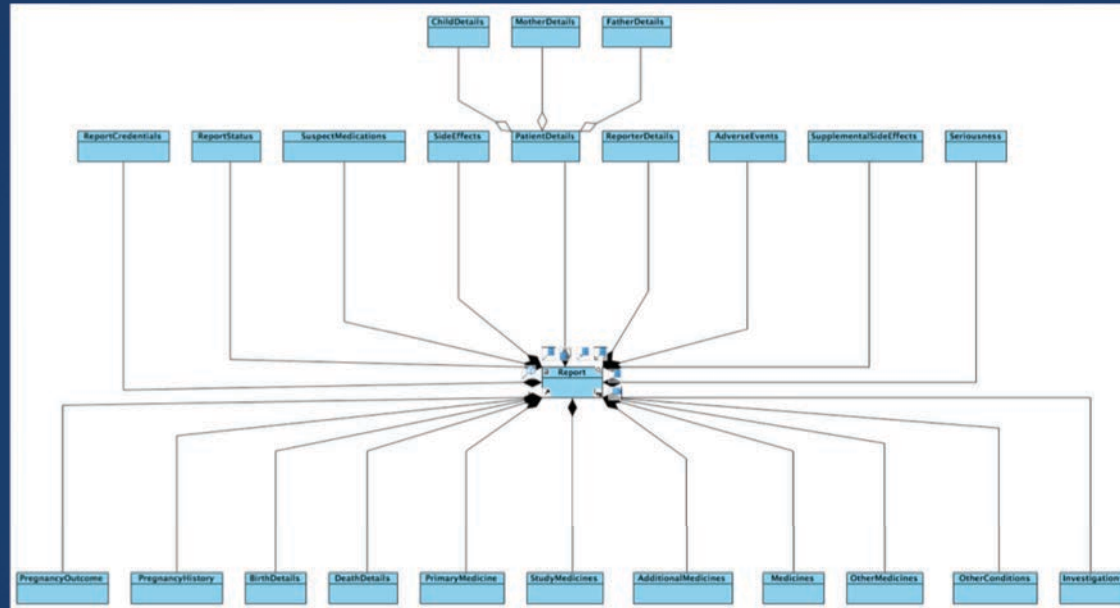 ChildDetails MotherDetails FatherDetails
ReportCredentials ReportStatus SuspectMedications SideEffects PatientDetails ReporterDetails AdverseEvents SupplementalSideEffects Seriousness
Report
PregnancyOutcome PregnancyHistory BirthDetails DeathDetails PrimaryMedicine StudyMedicines AdditionalMedicines Medicines OtherMedicines OtherConditions Investigation